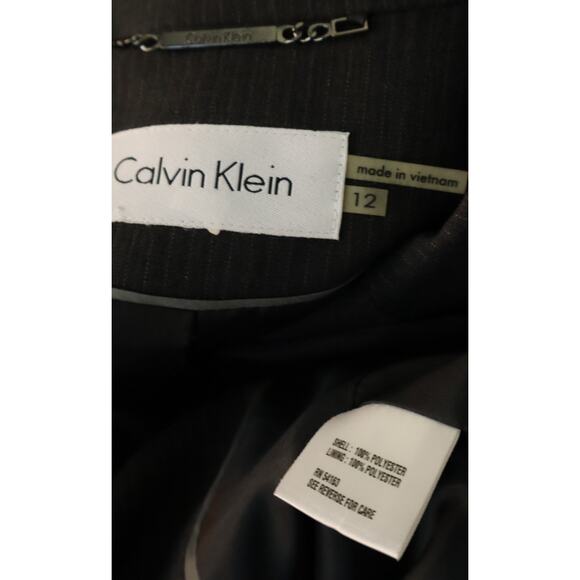 Calvin Klein
Calvin Klein
made in vietnam
12
SHELL : 100% POLYESTER
LINING : 100% POLYESTER
RN 54163
SEE REVERSE FOR CARE